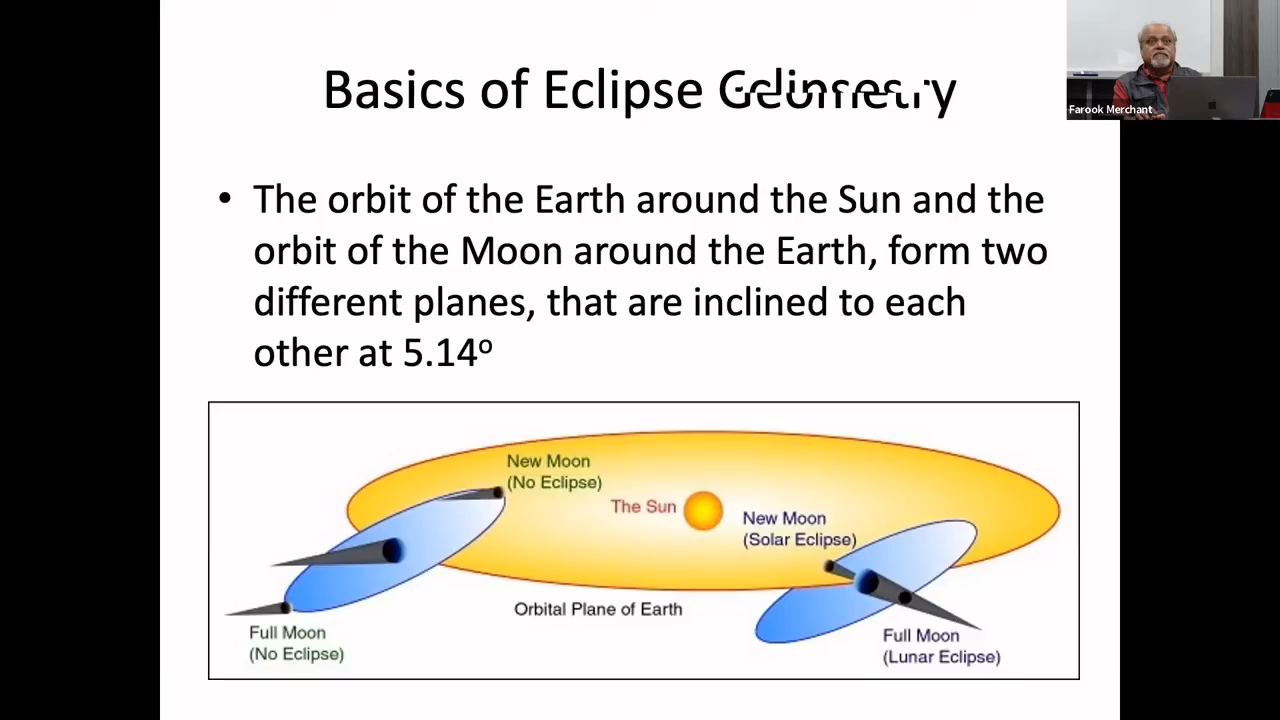 Basics of Eclipse
Farook Merchant
• The orbit of the Earth around the Sun and the
orbit of the Moon around the Earth, form two
different planes, that are inclined to each
other at 5.14º
New Moon
(No Eclipse)
The Sun
New Moon
(Solar Eclipse)
Orbital Plane of Earth
Full Moon
(No Eclipse)
Full Moon
(Lunar Eclipse)